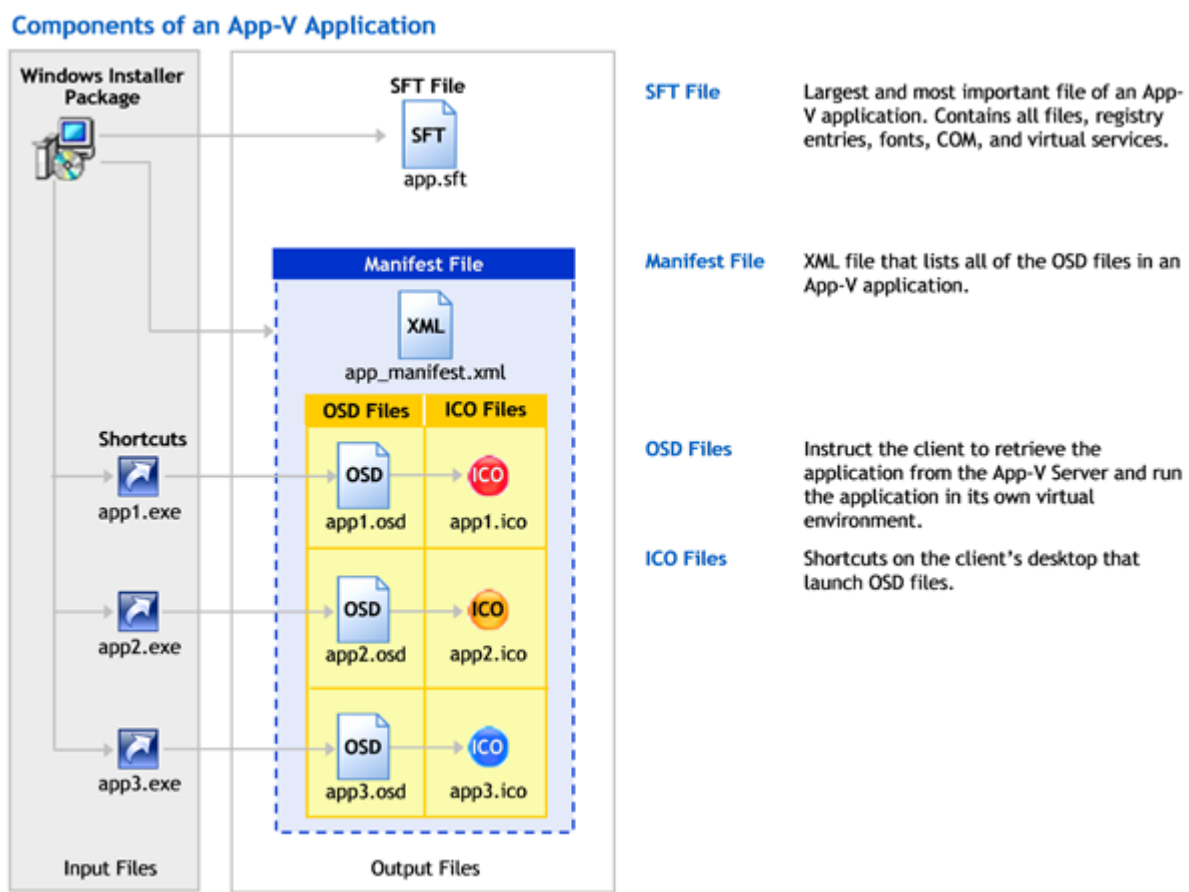 Components of an App-V Application
Windows Installer
Package
SFT File
SFT
app.sft
Manifest File
XML
app_manifest.xml
OSD Files
ICO Files
Shortcuts
app1.exe
OSD
app1.osd
ICO
app1.ico
app2.exe
OSD
app2.osd
ICO
app2.ico
app3.exe
OSD
app3.osd
ICO
app3.ico
Input Files
Output Files
SFT File
Largest and most important file of an App-
V application. Contains all files, registry
entries, fonts, COM, and virtual services.
Manifest File
XML file that lists all of the OSD files in an
App-V application.
OSD Files
Instruct the client to retrieve the
application from the App-V Server and run
the application in its own virtual
environment.
ICO Files
Shortcuts on the client's desktop that
launch OSD files.